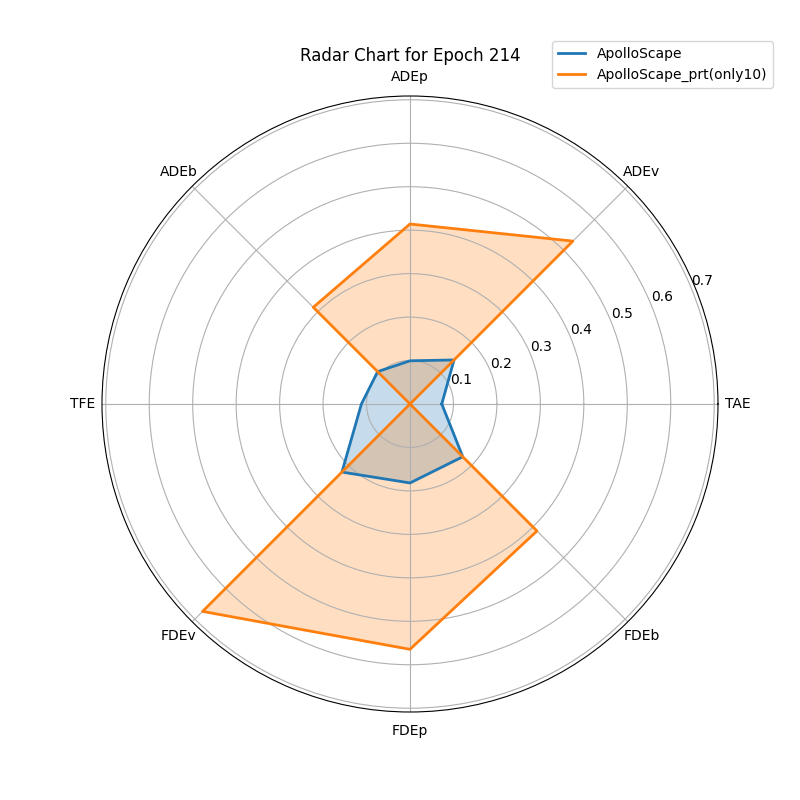 Radar Chart for Epoch 214
ApolloScape
ApolloScape_prt(only10)
ADEp
ADEb
ADEv
0.7
0.6
0.5
0.4
0.3
0.2
0.1
TFE
TAE
FDEv
FDEb
FDEp